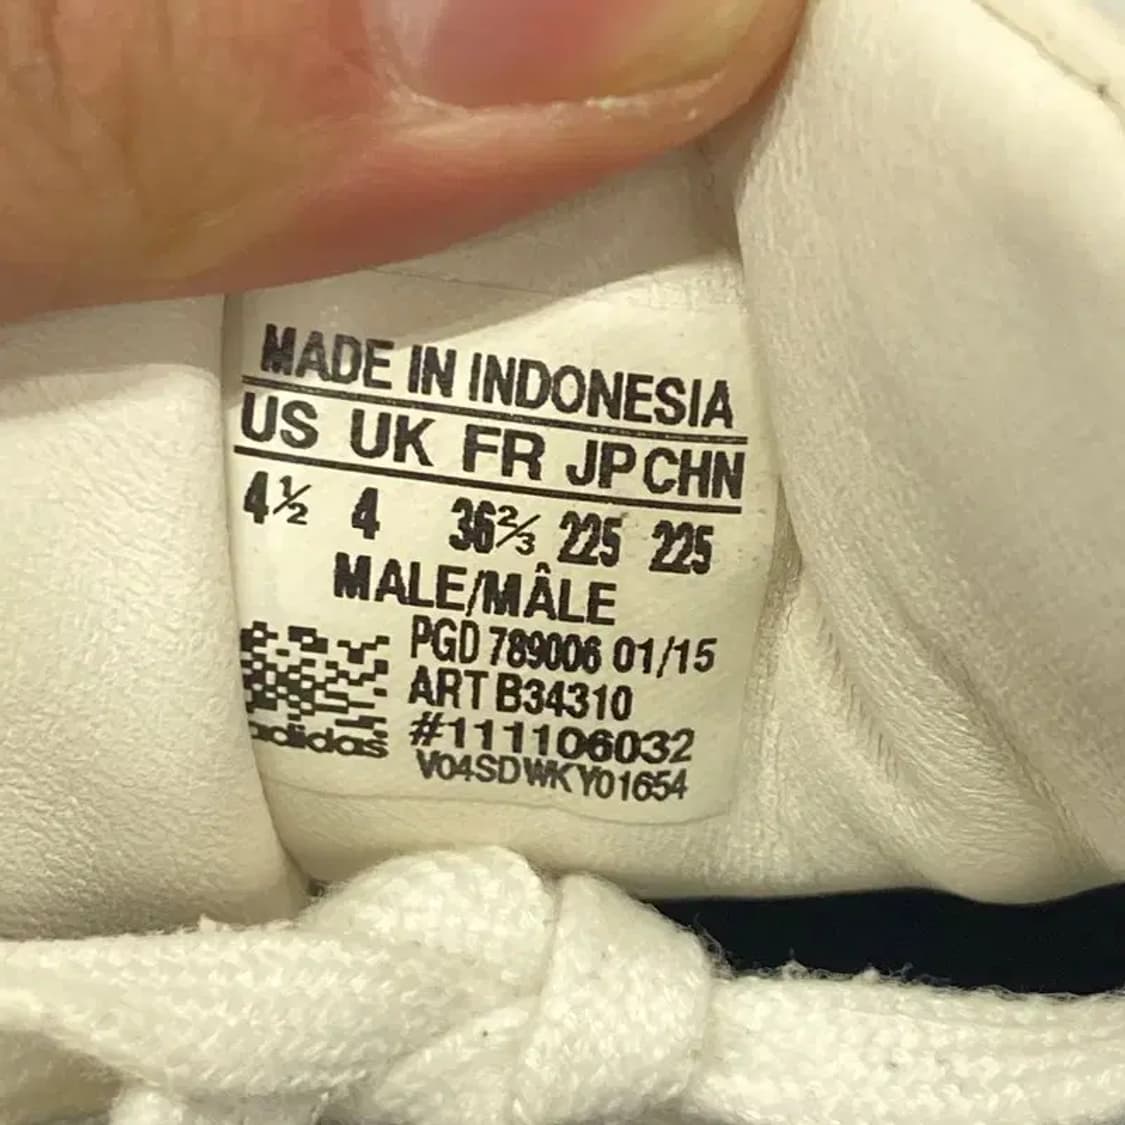 MADE IN INDONESIA
US UK FR JP CHN
4½ 4 36⅔ 225 225
MALE/MÂLE
PGD 789006 01/15
ART B34310
#111106032
adidas V04SDWKY01654